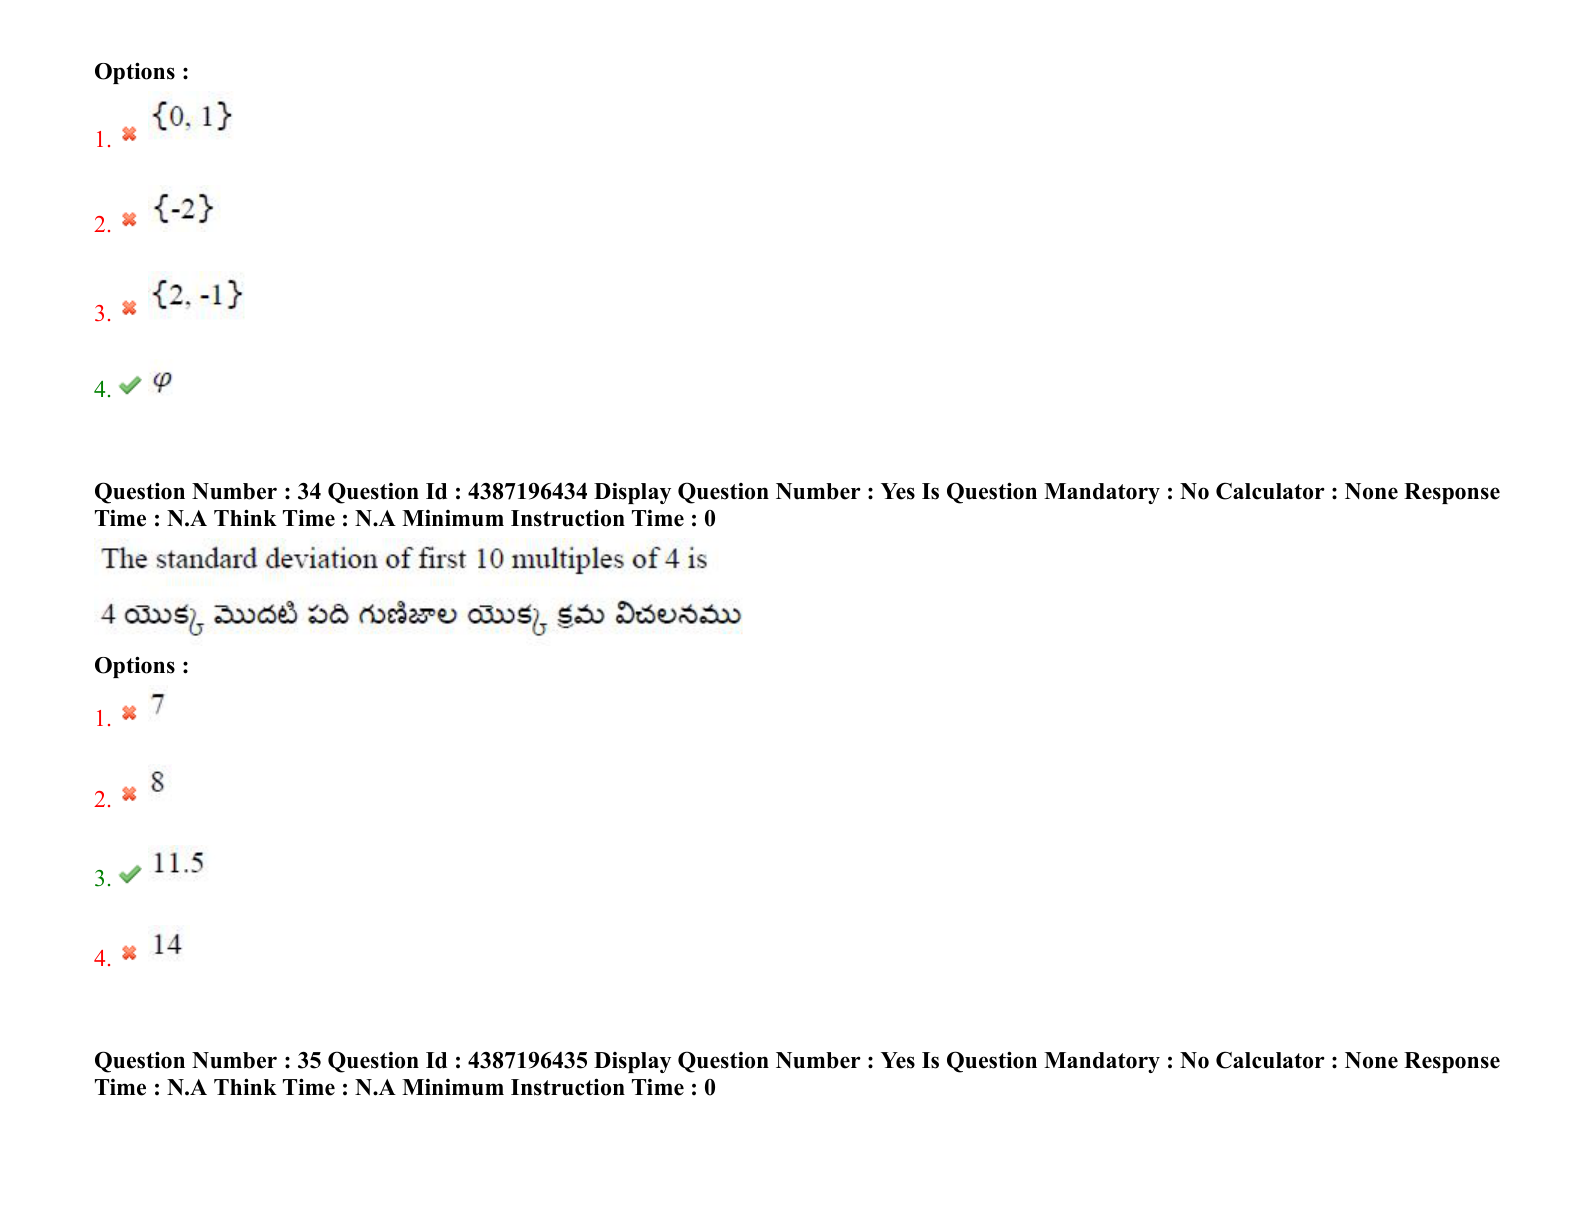 Options :
1. {0, 1}
2. {-2}
3. {2, -1}
4. φ
Question Number : 34 Question Id : 4387196434 Display Question Number : Yes Is Question Mandatory : No Calculator : None Response
Time : N.A Think Time : N.A Minimum Instruction Time : 0
The standard deviation of first 10 multiples of 4 is
4 యొక్క మొదటి పది గుణిజాల యొక్క క్రమ విచలనము
Options :
1. 7
2. 8
3. 11.5
4. 14
Question Number : 35 Question Id : 4387196435 Display Question Number : Yes Is Question Mandatory : No Calculator : None Response
Time : N.A Think Time : N.A Minimum Instruction Time : 0